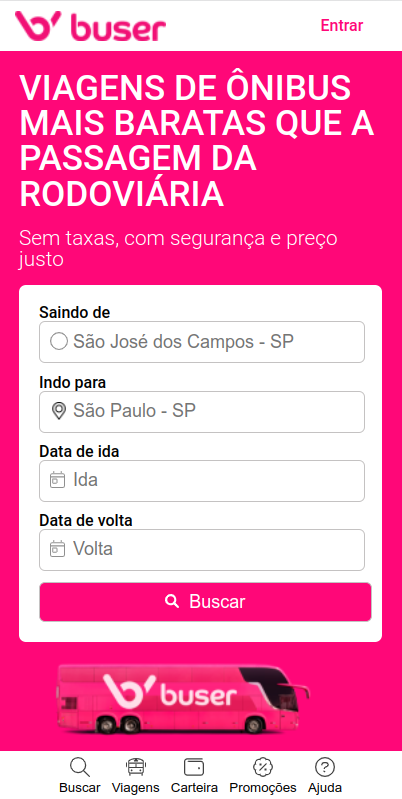 buser
Entrar
VIAGENS DE ÔNIBUS
MAIS BARATAS QUE A
PASSAGEM DA
RODOVIÁRIA
Sem taxas, com segurança e preço
justo
Saindo de
São José dos Campos - SP
Indo para
São Paulo - SP
Data de ida
Ida
Data de volta
Volta
Buscar
buser
Buscar Viagens Carteira Promoções Ajuda